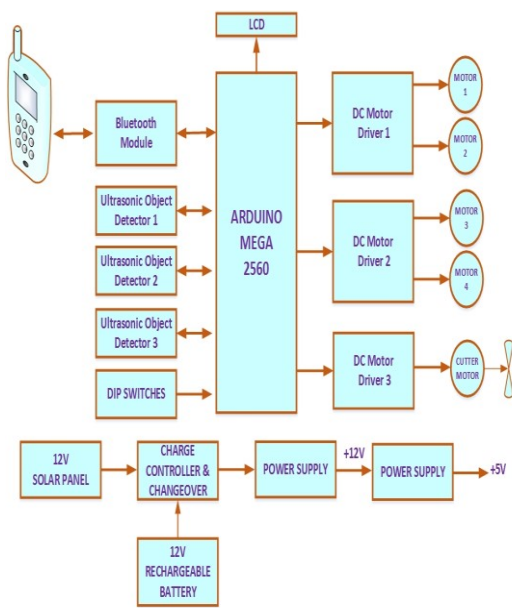 LCD
MOTOR
1
MOTOR
2
MOTOR
3
MOTOR
4
CUTTER
MOTOR
DC Motor
Driver 1
DC Motor
Driver 2
DC Motor
Driver 3
ARDUINO
MEGA
2560
Bluetooth
Module
Ultrasonic Object
Detector 1
Ultrasonic Object
Detector 2
Ultrasonic Object
Detector 3
DIP SWITCHES
12V
SOLAR PANEL
CHARGE
CONTROLLER &
CHANGEOVER
POWER SUPPLY
+12V
POWER SUPPLY
+5V
12V
RECHARGEABLE
BATTERY